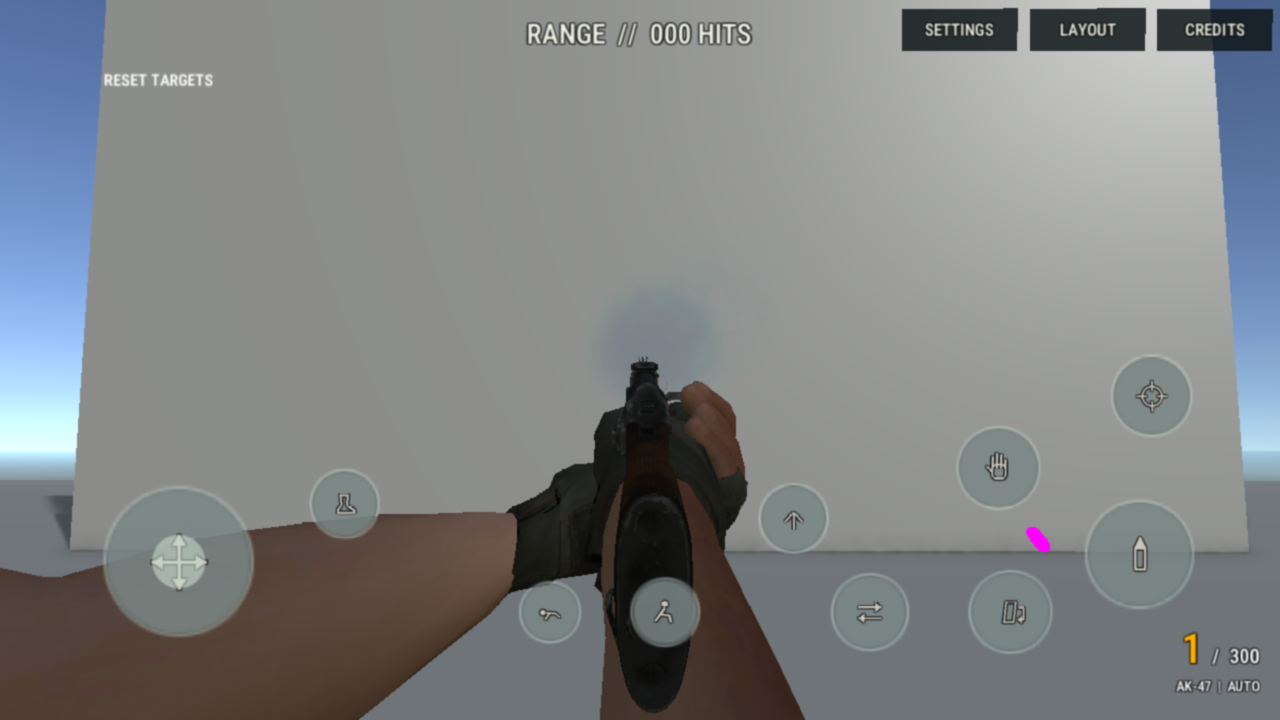 RANGE // 000 HITS
SETTINGS
LAYOUT
CREDITS
RESET TARGETS
1 / 300
AK-47 | AUTO